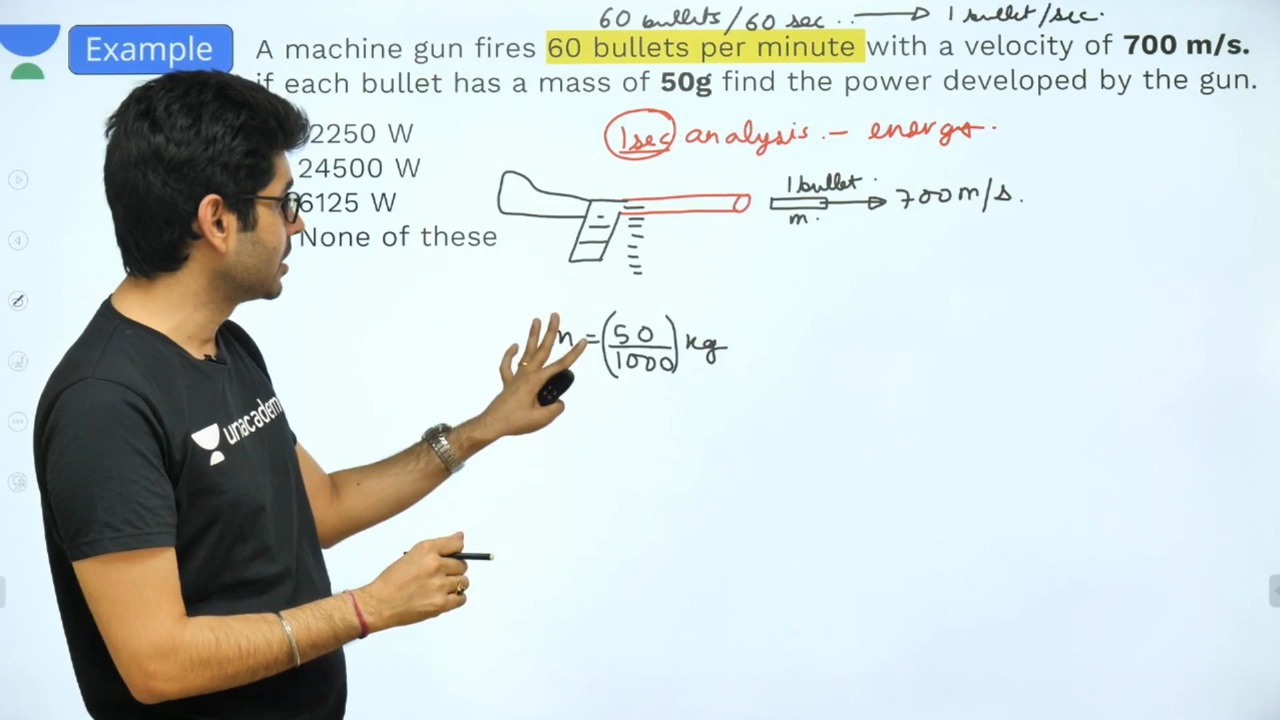 60 bullets/60 sec .. → 1 bullet/sec.
Example
A machine gun fires 60 bullets per minute with a velocity of 700 m/s.
if each bullet has a mass of 50g find the power developed by the gun.
2250 W
1sec analysis - energy.
24500 W
1 bullet.
700 m/s.
6125 W
m.
None of these
= (50/1000) kg
unacadem